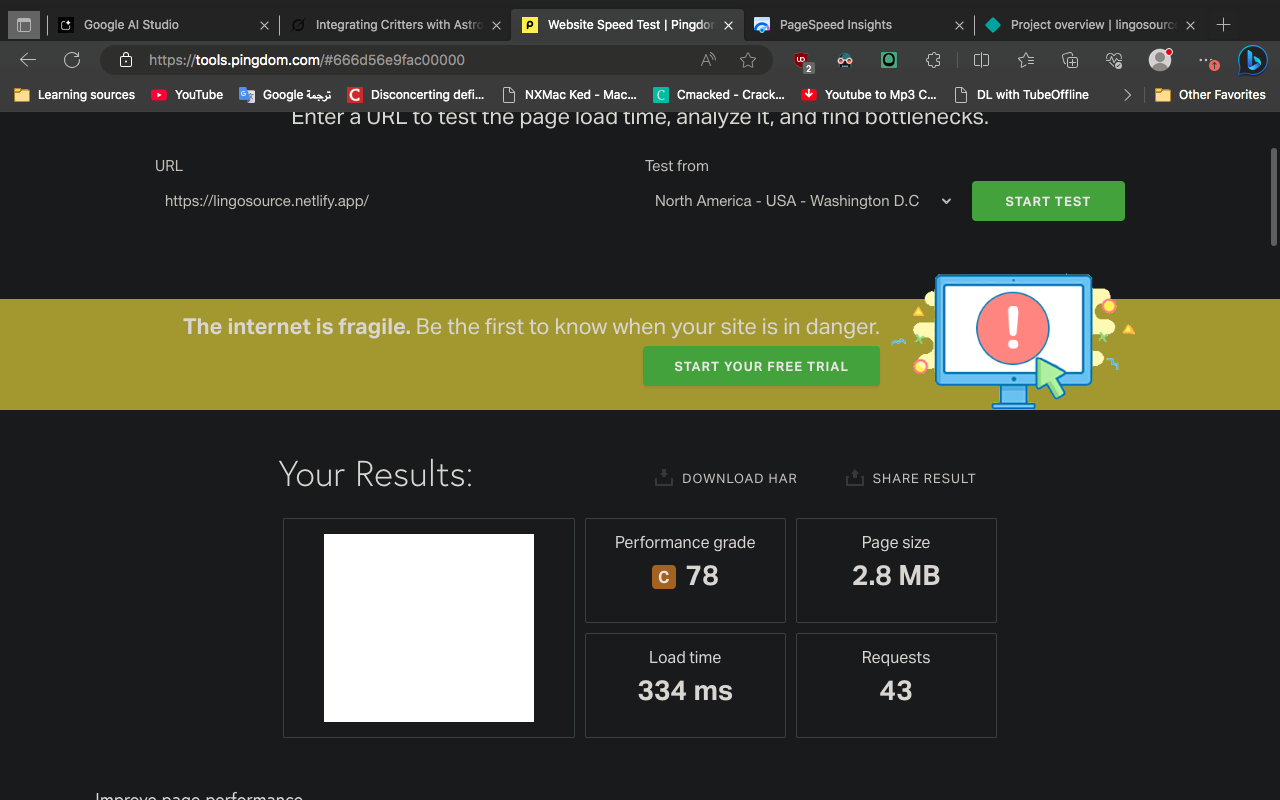 Google AI Studio
Integrating Critters with Astro
Website Speed Test | Pingdom
PageSpeed Insights
Project overview | lingosource
https://tools.pingdom.com/#666d56e9fac00000
Learning sources
YouTube
Google ترجمة
Disconcerting defi...
NXMac Ked - Mac...
Cmacked - Crack...
Youtube to Mp3 C...
DL with TubeOffline
Other Favorites
Enter a URL to test the page load time, analyze it, and find bottlenecks.
URL
Test from
https://lingosource.netlify.app/
North America - USA - Washington D.C
START TEST
The internet is fragile. Be the first to know when your site is in danger.
START YOUR FREE TRIAL
Your Results:
DOWNLOAD HAR
SHARE RESULT
Performance grade
C 78
Page size
2.8 MB
Load time
334 ms
Requests
43
Improve page performance